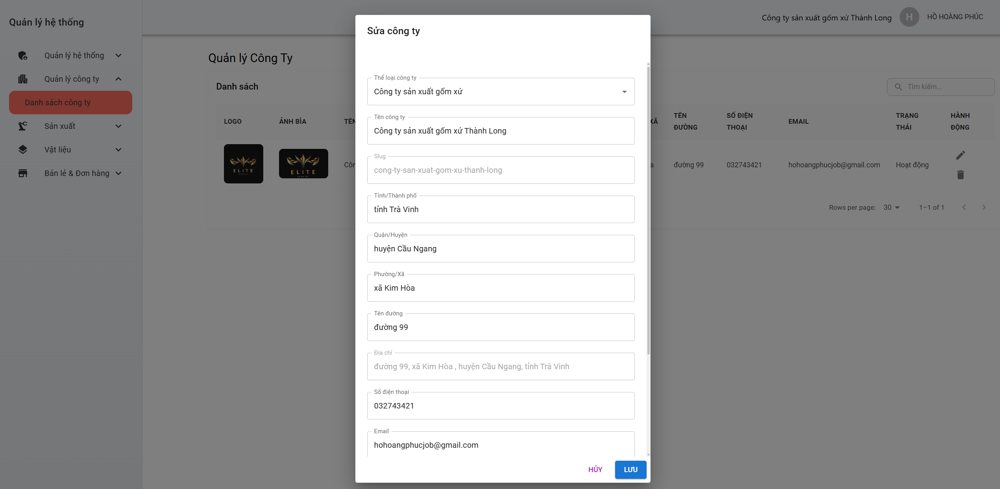 Quản lý hệ thống
Công ty sản xuất gốm xứ Thành Long
H
HỒ HOÀNG PHÚC
Quản lý hệ thống
Quản lý công ty
Danh sách công ty
Sản xuất
Vật liệu
Bán lẻ & Đơn hàng
Quản lý Công Ty
Danh sách
Tìm kiếm...
LOGO
ẢNH BÌA
TÊN
XÃ
TÊN ĐƯỜNG
SỐ ĐIỆN THOẠI
EMAIL
TRẠNG THÁI
HÀNH ĐỘNG
ELITE
ELITE
Côn
a
đường 99
032743421
hohoangphucjob@gmail.com
Hoạt động
Rows per page:
30
1–1 of 1
Sửa công ty
Thể loại công ty
Công ty sản xuất gốm xứ
Tên công ty
Công ty sản xuất gốm xứ Thành Long
Slug
cong-ty-san-xuat-gom-xu-thanh-long
Tỉnh/Thành phố
tỉnh Trà Vinh
Quận/Huyện
huyện Cầu Ngang
Phường/Xã
xã Kim Hòa
Tên đường
đường 99
Địa chỉ
đường 99, xã Kim Hòa , huyện Cầu Ngang, tỉnh Trà Vinh
Số điện thoại
032743421
Email
hohoangphucjob@gmail.com
HỦY
LƯU